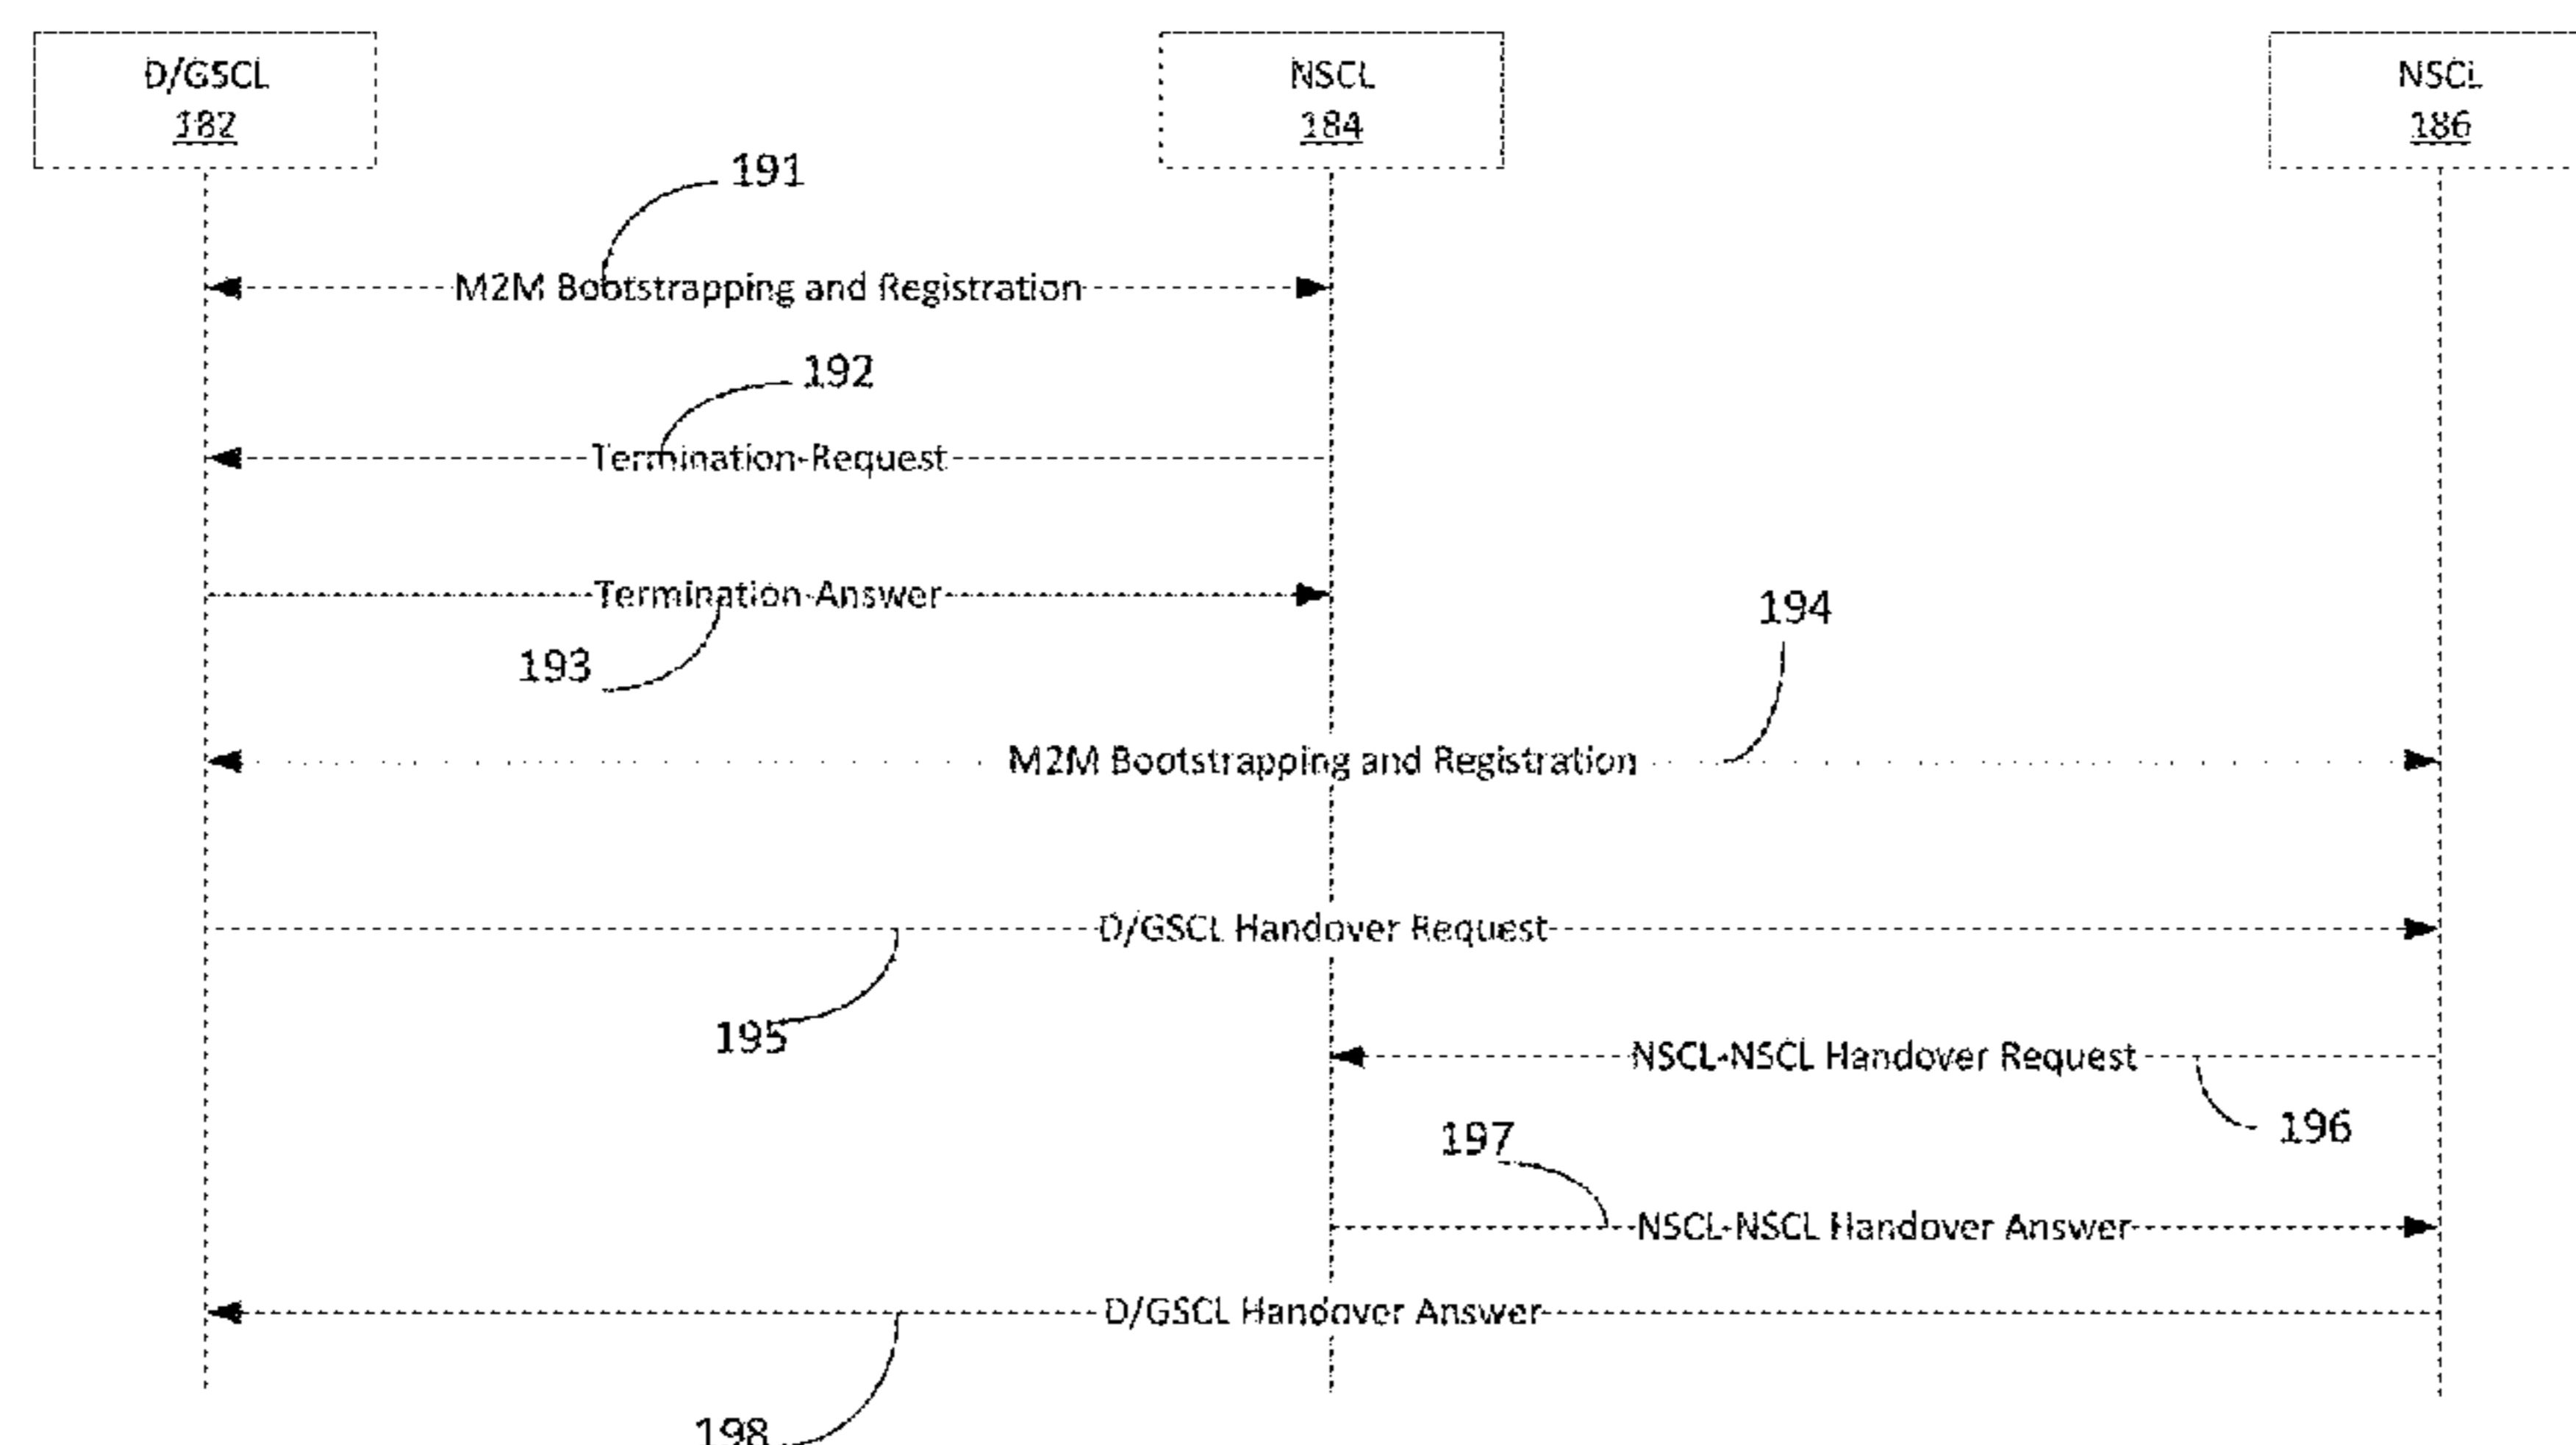 D/GSCL
182
NSCL
184
NSCL
186
191
M2M Bootstrapping and Registration
192
Termination-Request
Termination-Answer
193
194
M2M Bootstrapping and Registration
D/GSCL Handover Request
195
NSCL-NSCL Handover Request
196
197
NSCL-NSCL Handover Answer
D/GSCL Handover Answer
198